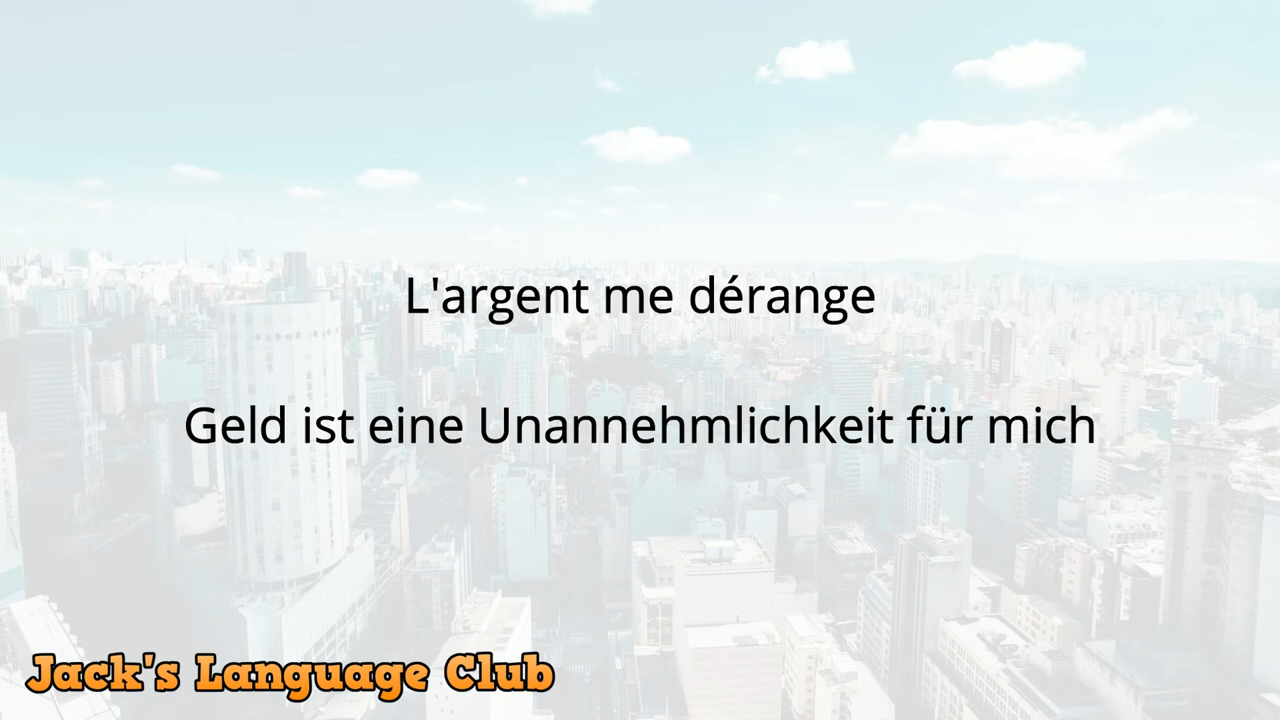 L'argent me dérange
Geld ist eine Unannehmlichkeit für mich
Jack's Language Club